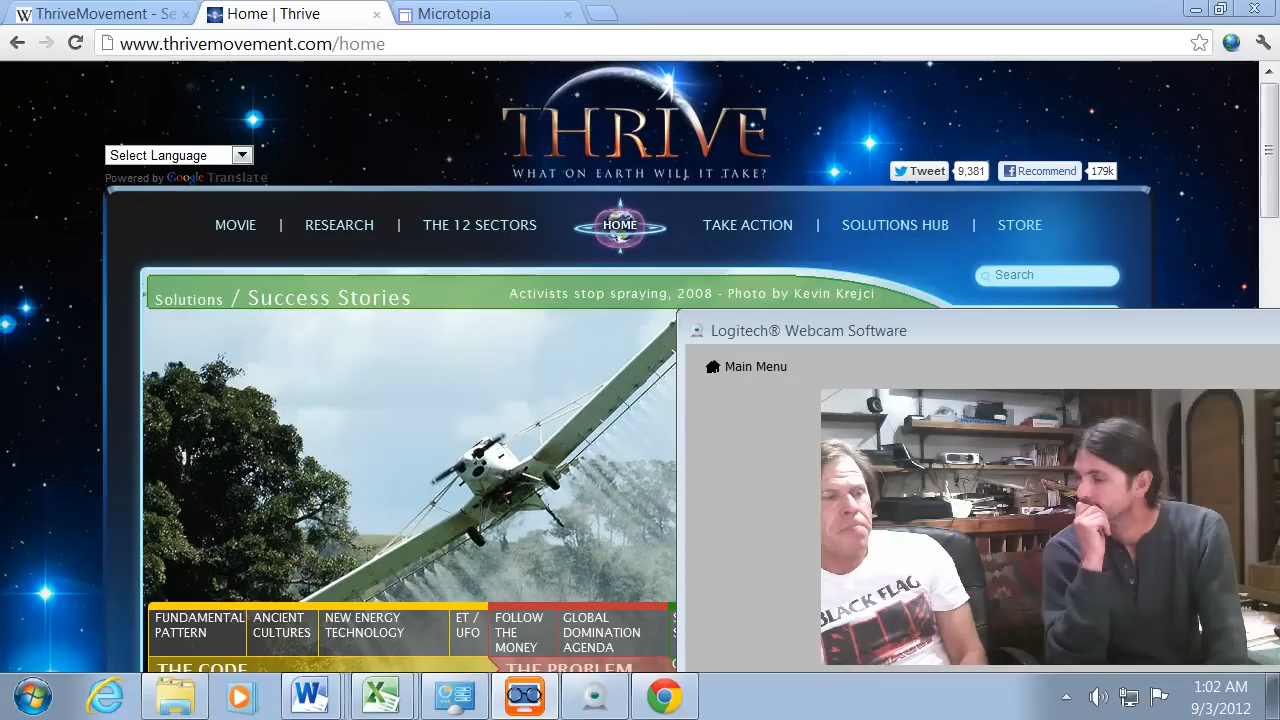 ThriveMovement - Se
Home | Thrive
Microtopia
www.thrivemovement.com/home
THRIVE
WHAT ON EARTH WILL IT TAKE?
Select Language
Powered by Google Translate
Tweet 9,381 Recommend 179k
MOVIE | RESEARCH | THE 12 SECTORS HOME TAKE ACTION | SOLUTIONS HUB | STORE
Search
Solutions / Success Stories Activists stop spraying, 2008 - Photo by Kevin Krejci
Logitech® Webcam Software
Main Menu
BLACK FLAG
FUNDAMENTAL PATTERN
ANCIENT CULTURES
NEW ENERGY TECHNOLOGY
ET / UFO
FOLLOW THE MONEY
GLOBAL DOMINATION AGENDA
THE CODE
THE PROBLEM
1:02 AM
9/3/2012